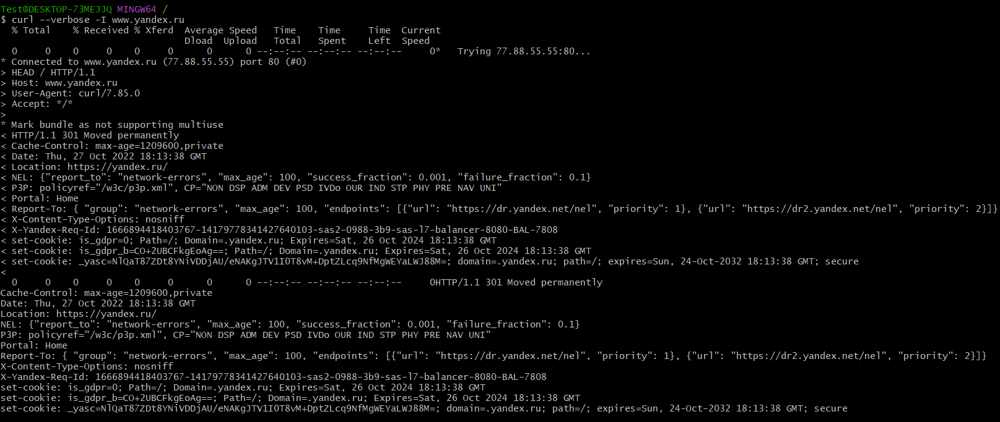 Test@DESKTOP-73MEJJQ MINGW64 /
$ curl --verbose -I www.yandex.ru
  % Total    % Received % Xferd  Average Speed   Time    Time     Time  Current
                                 Dload  Upload   Total   Spent    Left  Speed
  0     0    0     0    0     0      0      0 --:--:-- --:--:-- --:--:--     0*   Trying 77.88.55.55:80...
* Connected to www.yandex.ru (77.88.55.55) port 80 (#0)
> HEAD / HTTP/1.1
> Host: www.yandex.ru
> User-Agent: curl/7.85.0
> Accept: */*
>
* Mark bundle as not supporting multiuse
< HTTP/1.1 301 Moved permanently
< Cache-Control: max-age=1209600,private
< Date: Thu, 27 Oct 2022 18:13:38 GMT
< Location: https://yandex.ru/
< NEL: {"report_to": "network-errors", "max_age": 100, "success_fraction": 0.001, "failure_fraction": 0.1}
< P3P: policyref="/w3c/p3p.xml", CP="NON DSP ADM DEV PSD IVDo OUR IND STP PHY PRE NAV UNI"
< Portal: Home
< Report-To: { "group": "network-errors", "max_age": 100, "endpoints": [{"url": "https://dr.yandex.net/nel", "priority": 1}, {"url": "https://dr2.yandex.net/nel", "priority": 2}]}
< X-Content-Type-Options: nosniff
< X-Yandex-Req-Id: 1666894418403767-14179778341427640103-sas2-0988-3b9-sas-l7-balancer-8080-BAL-7808
< set-cookie: is_gdpr=0; Path=/; Domain=.yandex.ru; Expires=Sat, 26 Oct 2024 18:13:38 GMT
< set-cookie: is_gdpr_b=CO+2UBCFkgEoAg==; Path=/; Domain=.yandex.ru; Expires=Sat, 26 Oct 2024 18:13:38 GMT
< set-cookie: _yasc=NlQaT87ZDt8YNiVDDjAU/eNAKgJTV1I0T8vM+DptZLcq9NfMgWEYaLWJ88M=; domain=.yandex.ru; path=/; expires=Sun, 24-Oct-2032 18:13:38 GMT; secure
<
  0     0    0     0    0     0      0      0 --:--:-- --:--:-- --:--:--     0HTTP/1.1 301 Moved permanently
Cache-Control: max-age=1209600,private
Date: Thu, 27 Oct 2022 18:13:38 GMT
Location: https://yandex.ru/
NEL: {"report_to": "network-errors", "max_age": 100, "success_fraction": 0.001, "failure_fraction": 0.1}
P3P: policyref="/w3c/p3p.xml", CP="NON DSP ADM DEV PSD IVDo OUR IND STP PHY PRE NAV UNI"
Portal: Home
Report-To: { "group": "network-errors", "max_age": 100, "endpoints": [{"url": "https://dr.yandex.net/nel", "priority": 1}, {"url": "https://dr2.yandex.net/nel", "priority": 2}]}
X-Content-Type-Options: nosniff
X-Yandex-Req-Id: 1666894418403767-14179778341427640103-sas2-0988-3b9-sas-l7-balancer-8080-BAL-7808
set-cookie: is_gdpr=0; Path=/; Domain=.yandex.ru; Expires=Sat, 26 Oct 2024 18:13:38 GMT
set-cookie: is_gdpr_b=CO+2UBCFkgEoAg==; Path=/; Domain=.yandex.ru; Expires=Sat, 26 Oct 2024 18:13:38 GMT
set-cookie: _yasc=NlQaT87ZDt8YNiVDDjAU/eNAKgJTV1I0T8vM+DptZLcq9NfMgWEYaLWJ88M=; domain=.yandex.ru; path=/; expires=Sun, 24-Oct-2032 18:13:38 GMT; secure